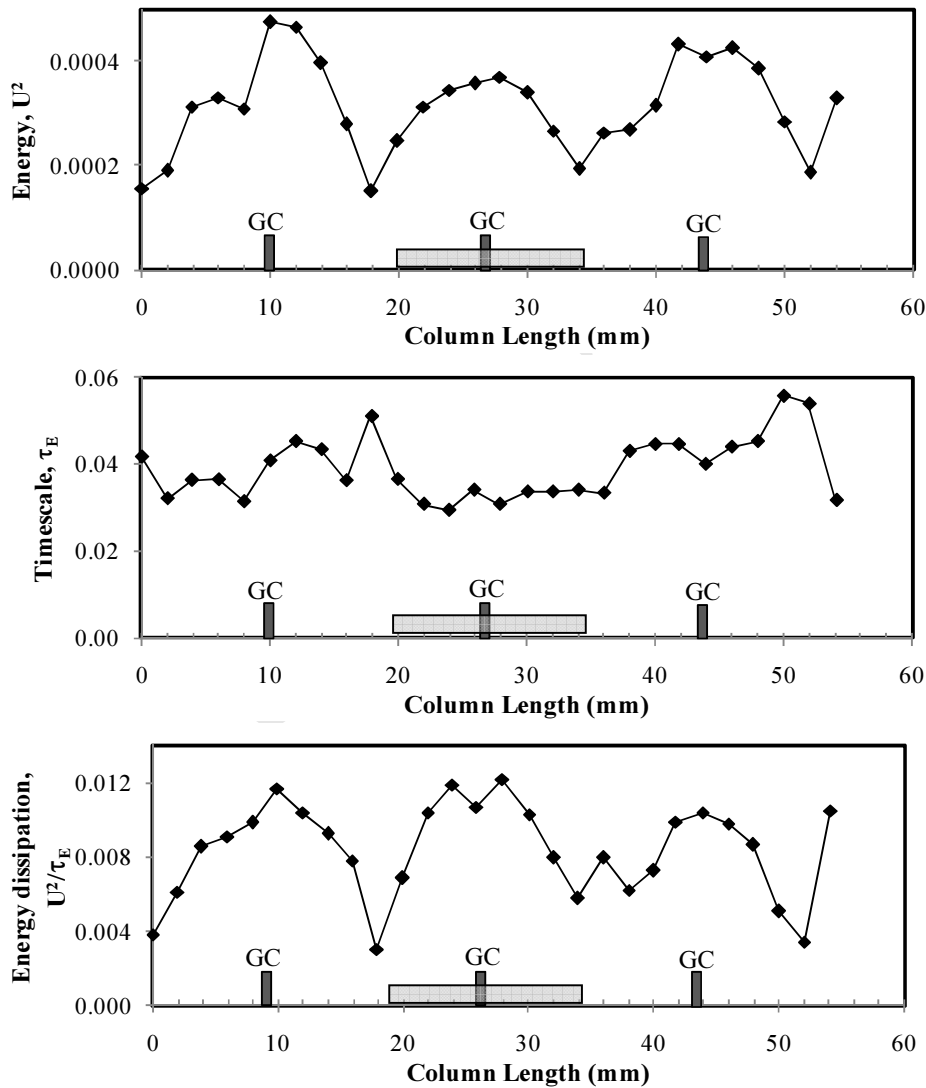 Energy, U²
0.0004
0.0002
0.0000
GC GC GC
0 10 20 30 40 50 60
Column Length (mm)
Timescale, τE
0.06
0.04
0.02
0.00
GC GC GC
0 10 20 30 40 50 60
Column Length (mm)
Energy dissipation,
U²/τE
0.012
0.008
0.004
0.000
GC GC GC
0 10 20 30 40 50 60
Column Length (mm)